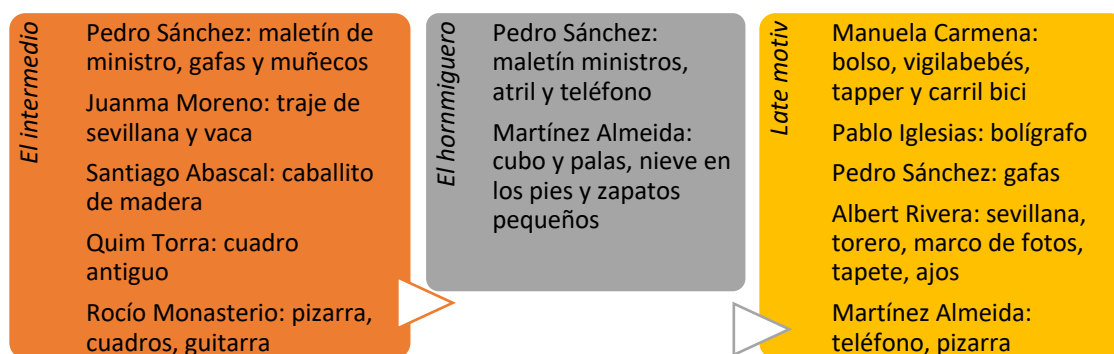 El intermedio
Pedro Sánchez: maletín de
ministro, gafas y muñecos
Juanma Moreno: traje de
sevillana y vaca
Santiago Abascal: caballito
de madera
Quim Torra: cuadro
antiguo
Rocío Monasterio: pizarra,
cuadros, guitarra
El hornmiguero
Pedro Sánchez:
maletín ministros,
atril y teléfono
Martínez Almeida:
cubo y palas, nieve en
los pies y zapatos
pequeños
Late motiv
Manuela Carmena:
bolso, vigilabebés,
tapper y carril bici
Pablo Iglesias: bolígrafo
Pedro Sánchez: gafas
Albert Rivera: sevillana,
torero, marco de fotos,
tapete, ajos
Martínez Almeida:
teléfono, pizarra